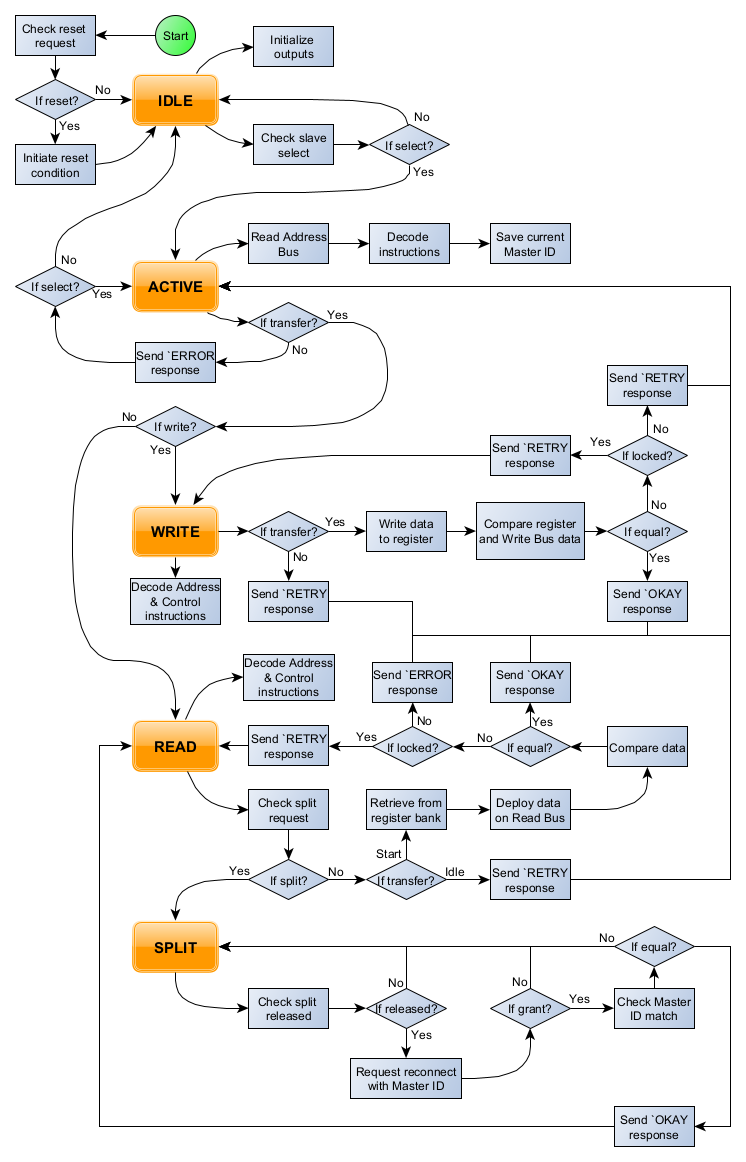 Check reset
request
Start
Initialize
outputs
If reset?
No
IDLE
No
Yes
Check slave
select
If select?
Initiate reset
condition
Yes
Read Address
Bus
Decode
instructions
Save current
Master ID
No
If select?
Yes
ACTIVE
If transfer?
Yes
No
Send `ERROR
response
Send `RETRY
response
No
If write?
Yes
No
Send `RETRY
response
Yes
If locked?
No
WRITE
If transfer?
Yes
Write data
to register
Compare register
and Write Bus data
If equal?
No
Yes
Decode Address
& Control
instructions
Send `RETRY
response
Send `OKAY
response
Decode Address
& Control
instructions
Send `ERROR
response
Send `OKAY
response
No
Yes
READ
Send `RETRY
response
Yes
If locked?
No
If equal?
Compare data
Check split
request
Retrieve from
register bank
Deploy data
on Read Bus
Start
Yes
If split?
No
If transfer?
Idle
Send `RETRY
response
SPLIT
No
If equal?
No
No
Check split
released
If released?
If grant?
Yes
Check Master
ID match
Yes
Request reconnect
with Master ID
Send `OKAY
response